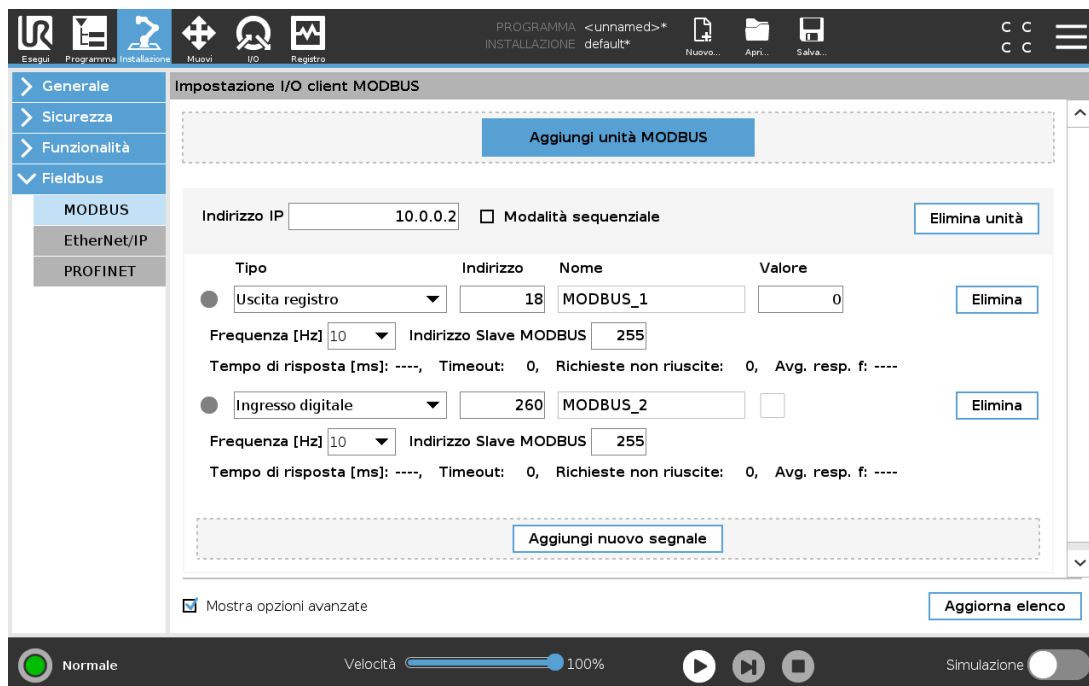 UR
PROGRAMMA <unnamed>*
INSTALLAZIONE default*
C C
C C
Esegui Programma Installazione Muovi I/O Registro Nuovo... Apri... Salva...
Generale
Sicurezza
Funzionalità
Fieldbus
MODBUS
EtherNet/IP
PROFINET
Impostazione I/O client MODBUS
Aggiungi unità MODBUS
Indirizzo IP 10.0.0.2 Modalità sequenziale Elimina unità
Tipo Indirizzo Nome Valore
Uscita registro 18 MODBUS_1 0 Elimina
Frequenza [Hz] 10 Indirizzo Slave MODBUS 255
Tempo di risposta [ms]: ----, Timeout: 0, Richieste non riuscite: 0, Avg. resp. f: ----
Ingresso digitale 260 MODBUS_2 Elimina
Frequenza [Hz] 10 Indirizzo Slave MODBUS 255
Tempo di risposta [ms]: ----, Timeout: 0, Richieste non riuscite: 0, Avg. resp. f: ----
Aggiungi nuovo segnale
Mostra opzioni avanzate Aggiorna elenco
Normale Velocità 100% Simulazione